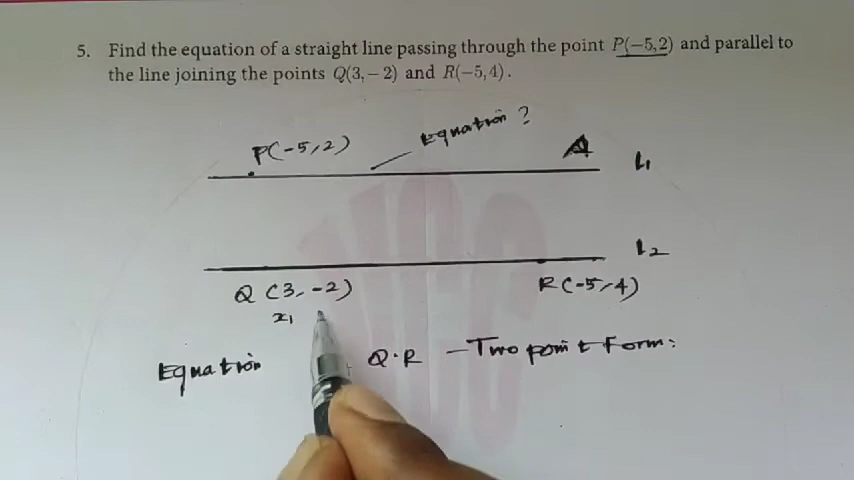 5. Find the equation of a straight line passing through the point P(−5,2) and parallel to
the line joining the points Q(3,−2) and R(−5,4).
P(-5,2)
Equation ?
A
L1
L2
Q (3,-2)
R(-5,4)
x1
Equation Q.R - Two point Form: